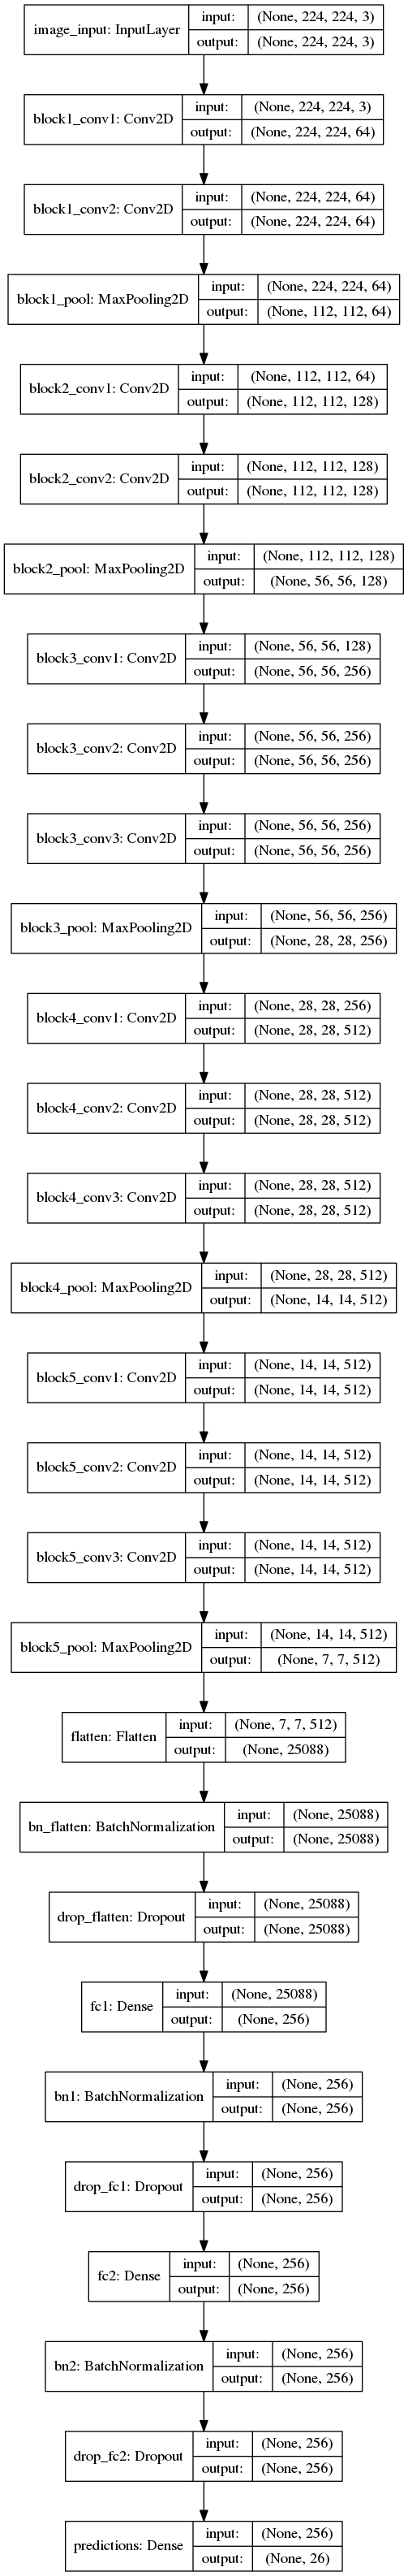 image_input: InputLayer
input:
(None, 224, 224, 3)
output:
(None, 224, 224, 3)
block1_conv1: Conv2D
input:
(None, 224, 224, 3)
output:
(None, 224, 224, 64)
block1_conv2: Conv2D
input:
(None, 224, 224, 64)
output:
(None, 224, 224, 64)
block1_pool: MaxPooling2D
input:
(None, 224, 224, 64)
output:
(None, 112, 112, 64)
block2_conv1: Conv2D
input:
(None, 112, 112, 64)
output:
(None, 112, 112, 128)
block2_conv2: Conv2D
input:
(None, 112, 112, 128)
output:
(None, 112, 112, 128)
block2_pool: MaxPooling2D
input:
(None, 112, 112, 128)
output:
(None, 56, 56, 128)
block3_conv1: Conv2D
input:
(None, 56, 56, 128)
output:
(None, 56, 56, 256)
block3_conv2: Conv2D
input:
(None, 56, 56, 256)
output:
(None, 56, 56, 256)
block3_conv3: Conv2D
input:
(None, 56, 56, 256)
output:
(None, 56, 56, 256)
block3_pool: MaxPooling2D
input:
(None, 56, 56, 256)
output:
(None, 28, 28, 256)
block4_conv1: Conv2D
input:
(None, 28, 28, 256)
output:
(None, 28, 28, 512)
block4_conv2: Conv2D
input:
(None, 28, 28, 512)
output:
(None, 28, 28, 512)
block4_conv3: Conv2D
input:
(None, 28, 28, 512)
output:
(None, 28, 28, 512)
block4_pool: MaxPooling2D
input:
(None, 28, 28, 512)
output:
(None, 14, 14, 512)
block5_conv1: Conv2D
input:
(None, 14, 14, 512)
output:
(None, 14, 14, 512)
block5_conv2: Conv2D
input:
(None, 14, 14, 512)
output:
(None, 14, 14, 512)
block5_conv3: Conv2D
input:
(None, 14, 14, 512)
output:
(None, 14, 14, 512)
block5_pool: MaxPooling2D
input:
(None, 14, 14, 512)
output:
(None, 7, 7, 512)
flatten: Flatten
input:
(None, 7, 7, 512)
output:
(None, 25088)
bn_flatten: BatchNormalization
input:
(None, 25088)
output:
(None, 25088)
drop_flatten: Dropout
input:
(None, 25088)
output:
(None, 25088)
fc1: Dense
input:
(None, 25088)
output:
(None, 256)
bn1: BatchNormalization
input:
(None, 256)
output:
(None, 256)
drop_fc1: Dropout
input:
(None, 256)
output:
(None, 256)
fc2: Dense
input:
(None, 256)
output:
(None, 256)
bn2: BatchNormalization
input:
(None, 256)
output:
(None, 256)
drop_fc2: Dropout
input:
(None, 256)
output:
(None, 256)
predictions: Dense
input:
(None, 256)
output:
(None, 26)